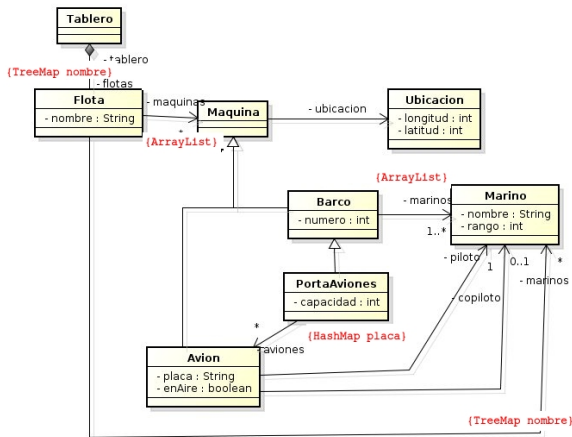 Tablero
- tablero
{TreeMap nombre}
- flotas
Flota
- nombre : String
- maquinas
*
{ArrayList}
Maquina
- ubicacion
Ubicacion
- longitud : int
- latitud : int
Barco
- numero : int
{ArrayList}
- marinos
1..*
Marino
- nombre : String
- rango : int
- piloto
1
0..1
*
- marinos
- copiloto
PortaAviones
- capacidad : int
*
{HashMap placa}
- aviones
Avion
- placa : String
- enAire : boolean
{TreeMap nombre}